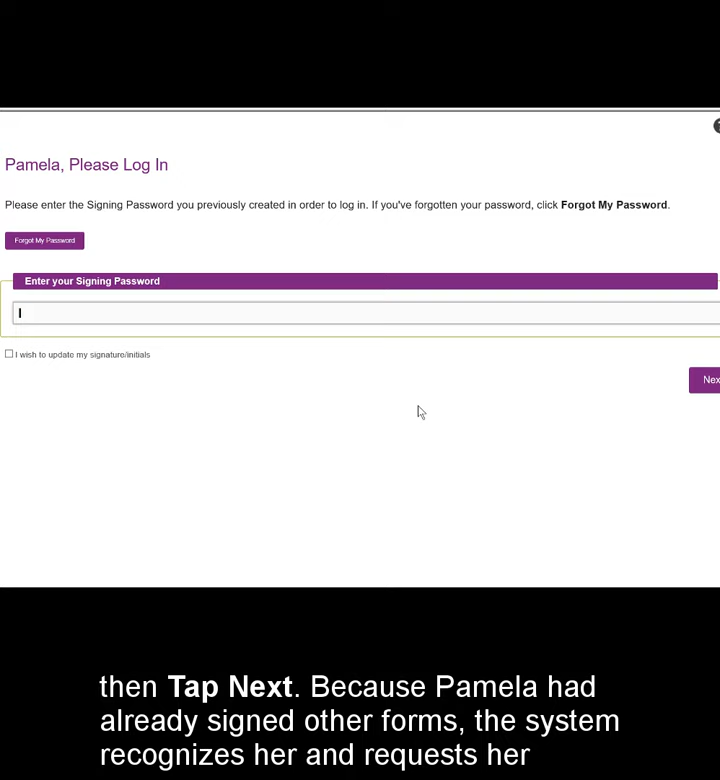 Pamela, Please Log In
Please enter the Signing Password you previously created in order to log in. If you've forgotten your password, click Forgot My Password.
Forgot My Password
Enter your Signing Password
I wish to update my signature/initials
Nex
then Tap Next. Because Pamela had
already signed other forms, the system
recognizes her and requests her